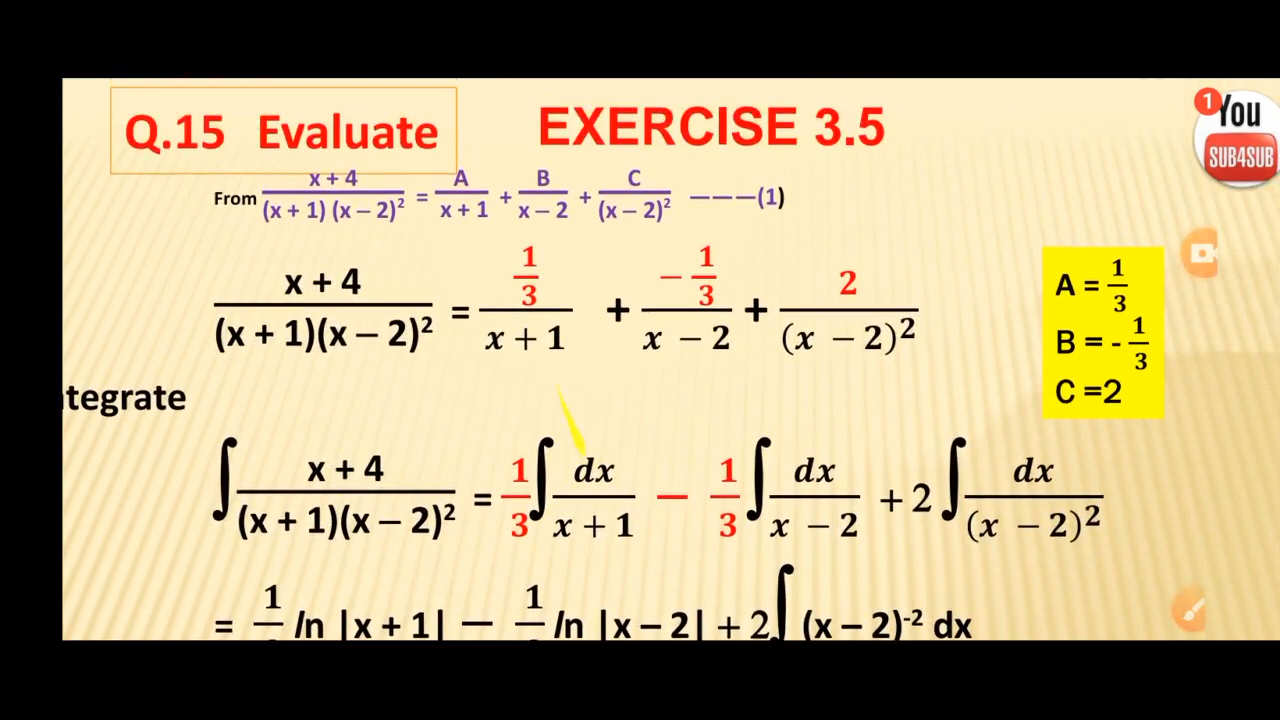 Q.15 Evaluate
EXERCISE 3.5
1 You
SUB4SUB
From (x + 4)/((x + 1) (x – 2)²) = A/(x + 1) + B/(x – 2) + C/(x – 2)² ———(1)
(x + 4)/((x + 1)(x – 2)²) = (1/3)/(x + 1) + (–1/3)/(x – 2) + 2/(x – 2)²
A = 1/3
B = - 1/3
C =2
ntegrate
∫ (x + 4)/((x + 1)(x – 2)²) = 1/3 ∫ dx/(x + 1) – 1/3 ∫ dx/(x – 2) + 2 ∫ dx/(x – 2)²
= 1/ ln |x + 1| – 1/ ln |x – 2| + 2 ∫ (x – 2)⁻² dx